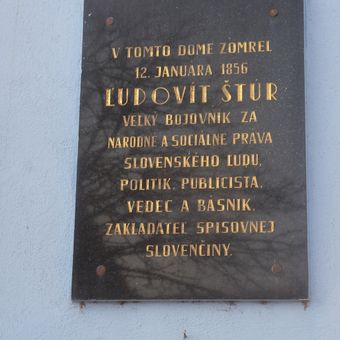 V TOMTO DOME ZOMREL
12. JANUÁRA 1856
ĽUDOVÍT ŠTÚR
VEĽKÝ BOJOVNÍK ZA
NÁRODNÉ A SOCIÁLNE PRÁVA
SLOVENSKÉHO ĽUDU,
POLITIK, PUBLICISTA,
VEDEC A BÁSNIK,
ZAKLADATEĽ SPISOVNEJ
SLOVENČINY.